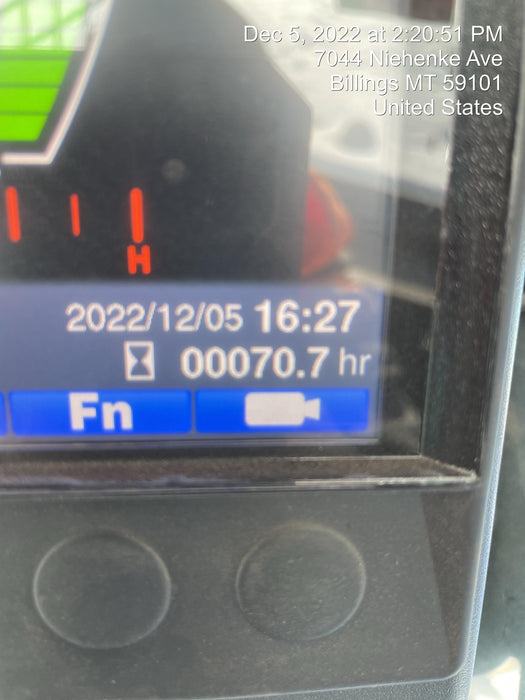 Dec 5, 2022 at 2:20:51 PM
7044 Niehenke Ave
Billings MT 59101
United States
H
2022/12/05 16:27
00070.7 hr
Fn